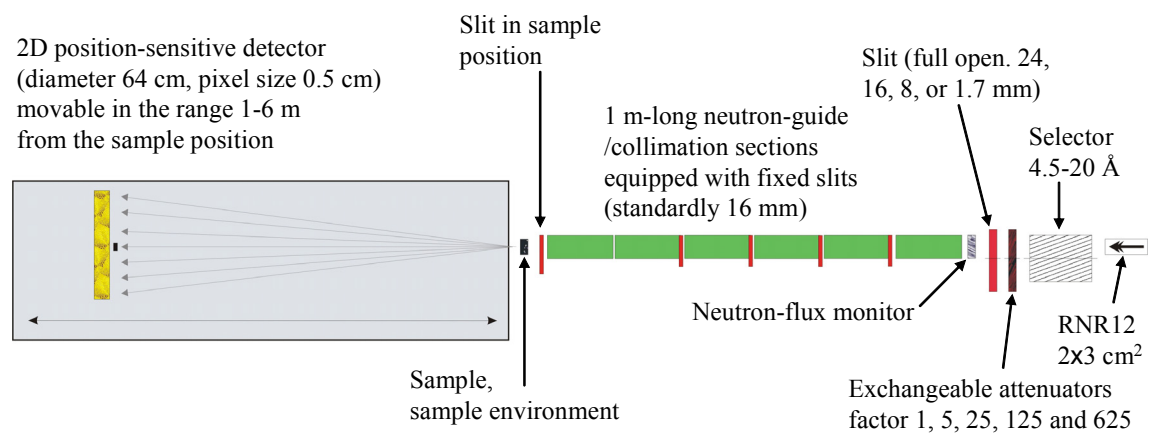 2D position-sensitive detector
(diameter 64 cm, pixel size 0.5 cm)
movable in the range 1-6 m
from the sample position
Slit in sample
position
1 m-long neutron-guide
/collimation sections
equipped with fixed slits
(standardly 16 mm)
Slit (full open. 24,
16, 8, or 1.7 mm)
Selector
4.5-20 Å
Neutron-flux monitor
RNR12
2x3 cm²
Sample,
sample environment
Exchangeable attenuators
factor 1, 5, 25, 125 and 625